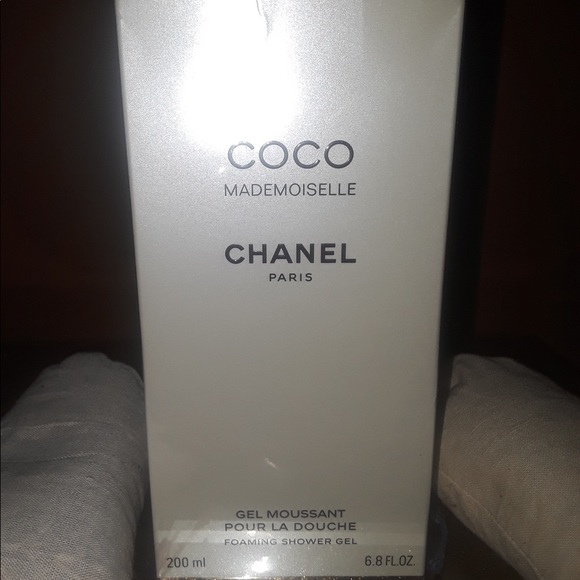 COCO
MADEMOISELLE
CHANEL
PARIS
GEL MOUSSANT
POUR LA DOUCHE
FOAMING SHOWER GEL
200 ml 6.8 FL.OZ.